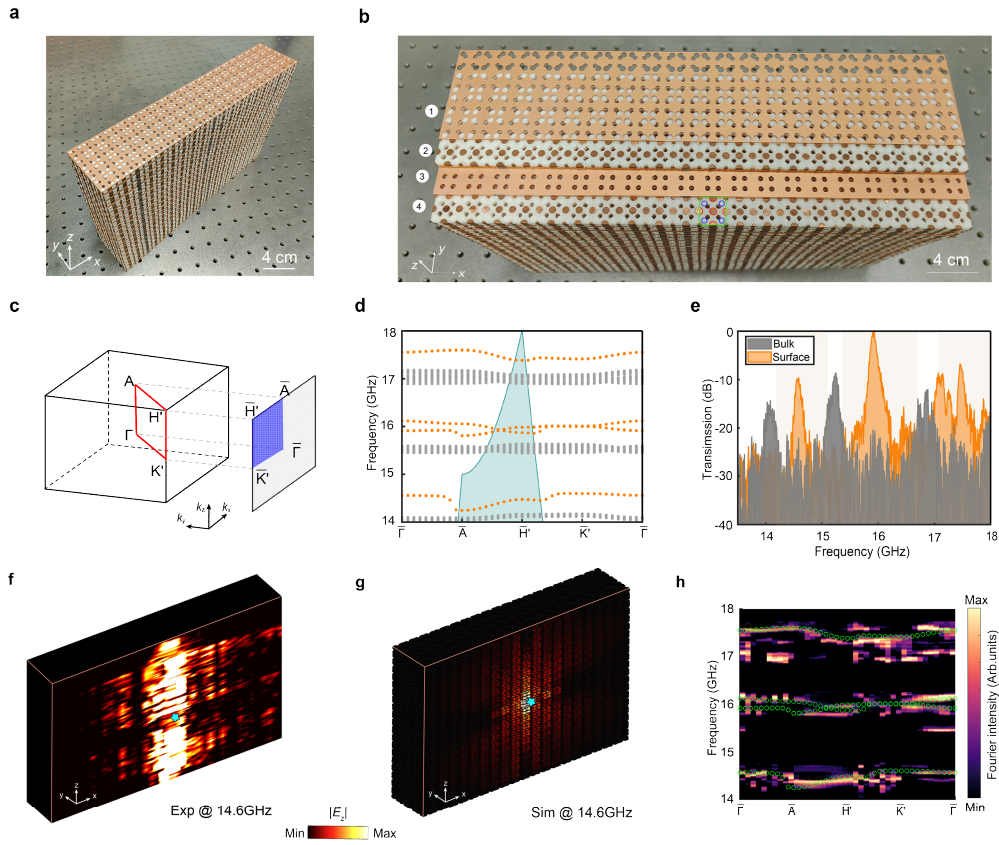 a
b
y
z
x
4 cm
1
2
3
4
z
y
x
4 cm
c
A
H̅'
Γ
K'
A̅
H̅'
Γ̅
K̅'
k_y
k_z
k_x
d
18
17
16
15
14
Frequency (GHz)
Γ̅ A̅ H̅' K̅' Γ̅
e
Bulk
Surface
0
-10
-20
-30
-40
Transimssion (dB)
14 15 16 17 18
Frequency (GHz)
f
z
y
x
Exp @ 14.6GHz
|E_z|
Min Max
g
z
y
x
Sim @ 14.6GHz
h
18
17
16
15
14
Frequency (GHz)
Γ̅ A̅ H̅' K̅' Γ̅
Max
Min
Fourier intensity (Arb.units)